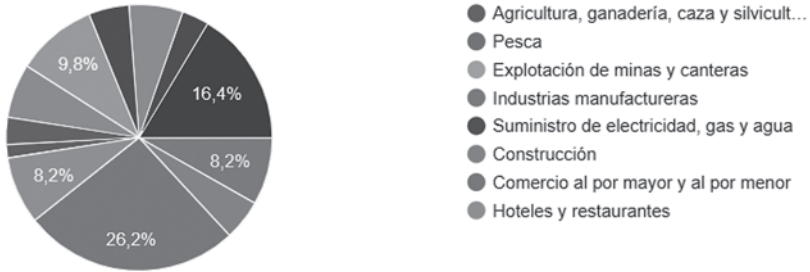 9,8%
16,4%
8,2%
8,2%
26,2%
Agricultura, ganadería, caza y silvicult...
Pesca
Explotación de minas y canteras
Industrias manufactureras
Suministro de electricidad, gas y agua
Construcción
Comercio al por mayor y al por menor
Hoteles y restaurantes